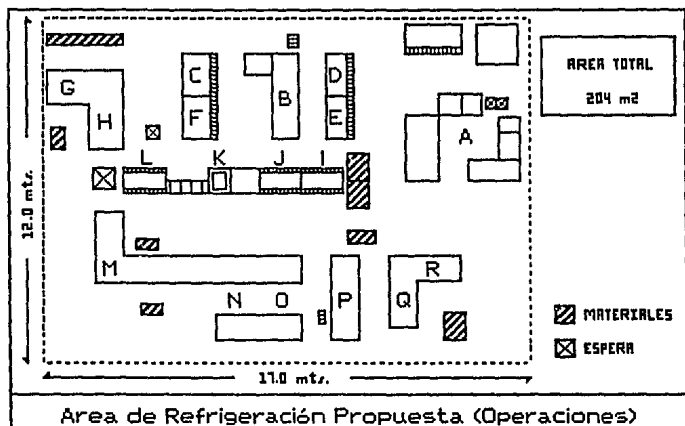 AREA TOTAL
204 m2
C
D
G
B
F
E
H
A
L
K
J
I
12.0 mts.
M
R
N
O
P
Q
MATERIALES
ESPERA
17.0 mts.
Area de Refrigeración Propuesta (Operaciones)